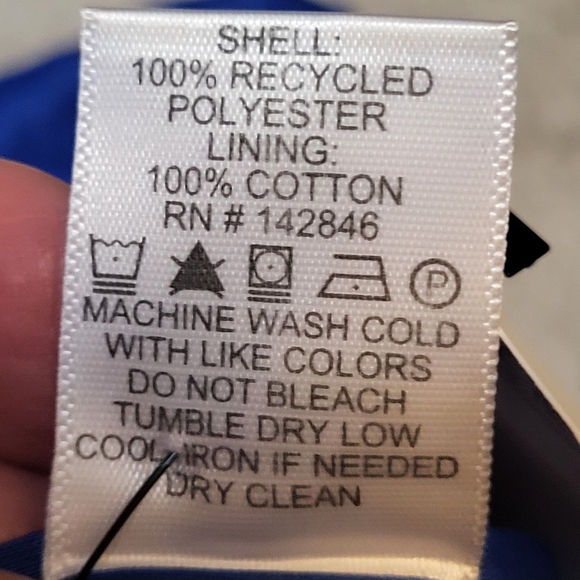 SHELL:
100% RECYCLED
POLYESTER
LINING:
100% COTTON
RN # 142846
P
MACHINE WASH COLD
WITH LIKE COLORS
DO NOT BLEACH
TUMBLE DRY LOW
COOL IRON IF NEEDED
DRY CLEAN